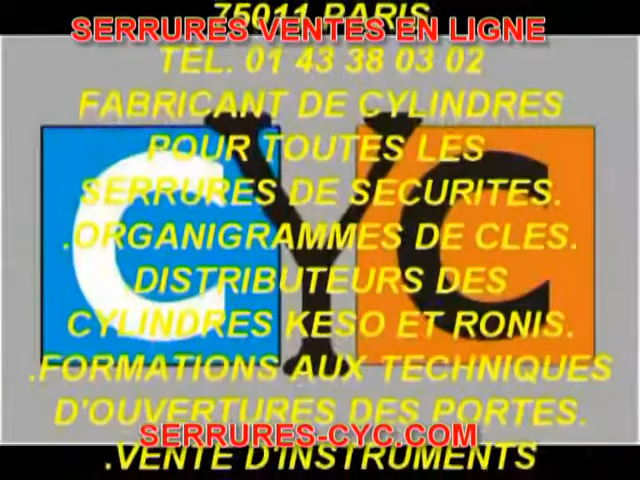 75011 PARIS
SERRURES VENTES EN LIGNE
TEL. 01 43 38 03 02
FABRICANT DE CYLINDRES
POUR TOUTES LES
SERRURES DE SECURITES.
.ORGANIGRAMMES DE CLES.
DISTRIBUTEURS DES
CYLINDRES KESO ET RONIS.
.FORMATIONS AUX TECHNIQUES
D'OUVERTURES DES PORTES.
SERRURES-CYC.COM
.VENTE D'INSTRUMENTS
CYC